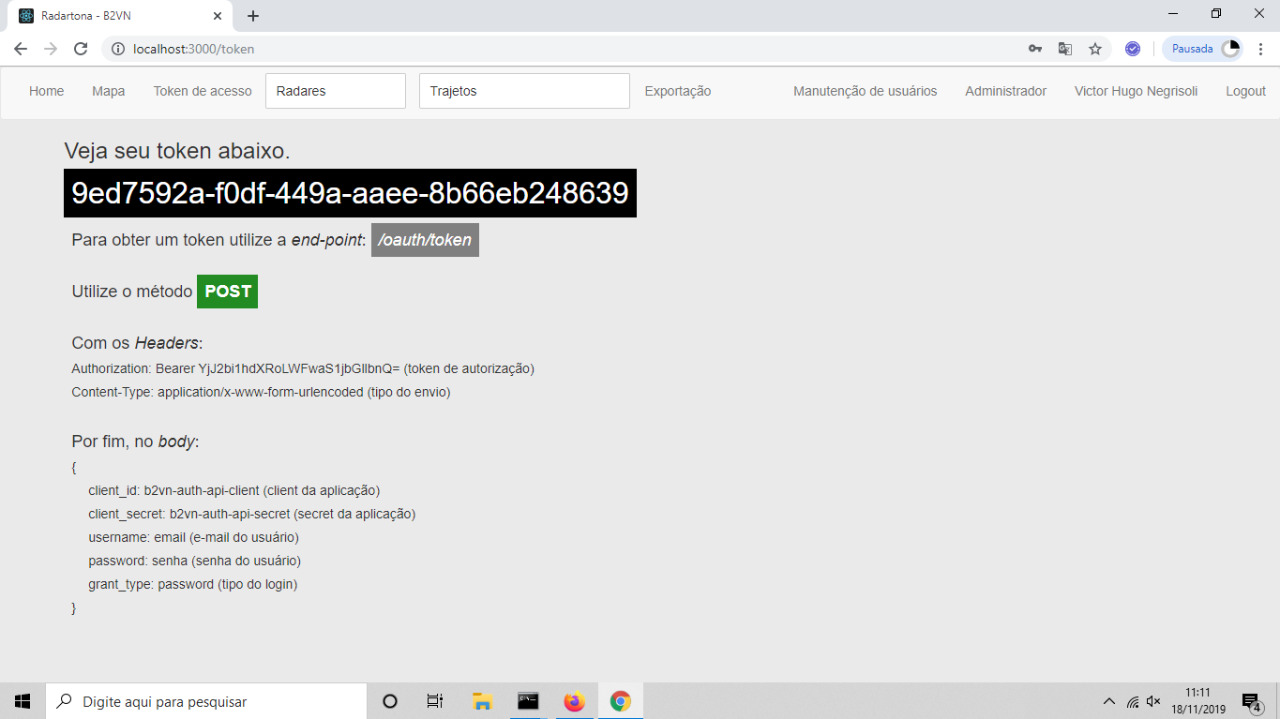 Radartona - B2VN
localhost:3000/token
Pausada
Home Mapa Token de acesso Radares Trajetos Exportação Manutenção de usuários Administrador Victor Hugo Negrisoli Logout
Veja seu token abaixo.
9ed7592a-f0df-449a-aaee-8b66eb248639
Para obter um token utilize a end-point: /oauth/token
Utilize o método POST
Com os Headers:
Authorization: Bearer YjJ2bi1hdXRoLWFwaS1jbGllbnQ= (token de autorização)
Content-Type: application/x-www-form-urlencoded (tipo do envio)
Por fim, no body:
{
client_id: b2vn-auth-api-client (client da aplicação)
client_secret: b2vn-auth-api-secret (secret da aplicação)
username: email (e-mail do usuário)
password: senha (senha do usuário)
grant_type: password (tipo do login)
}
Digite aqui para pesquisar
11:11
18/11/2019
4